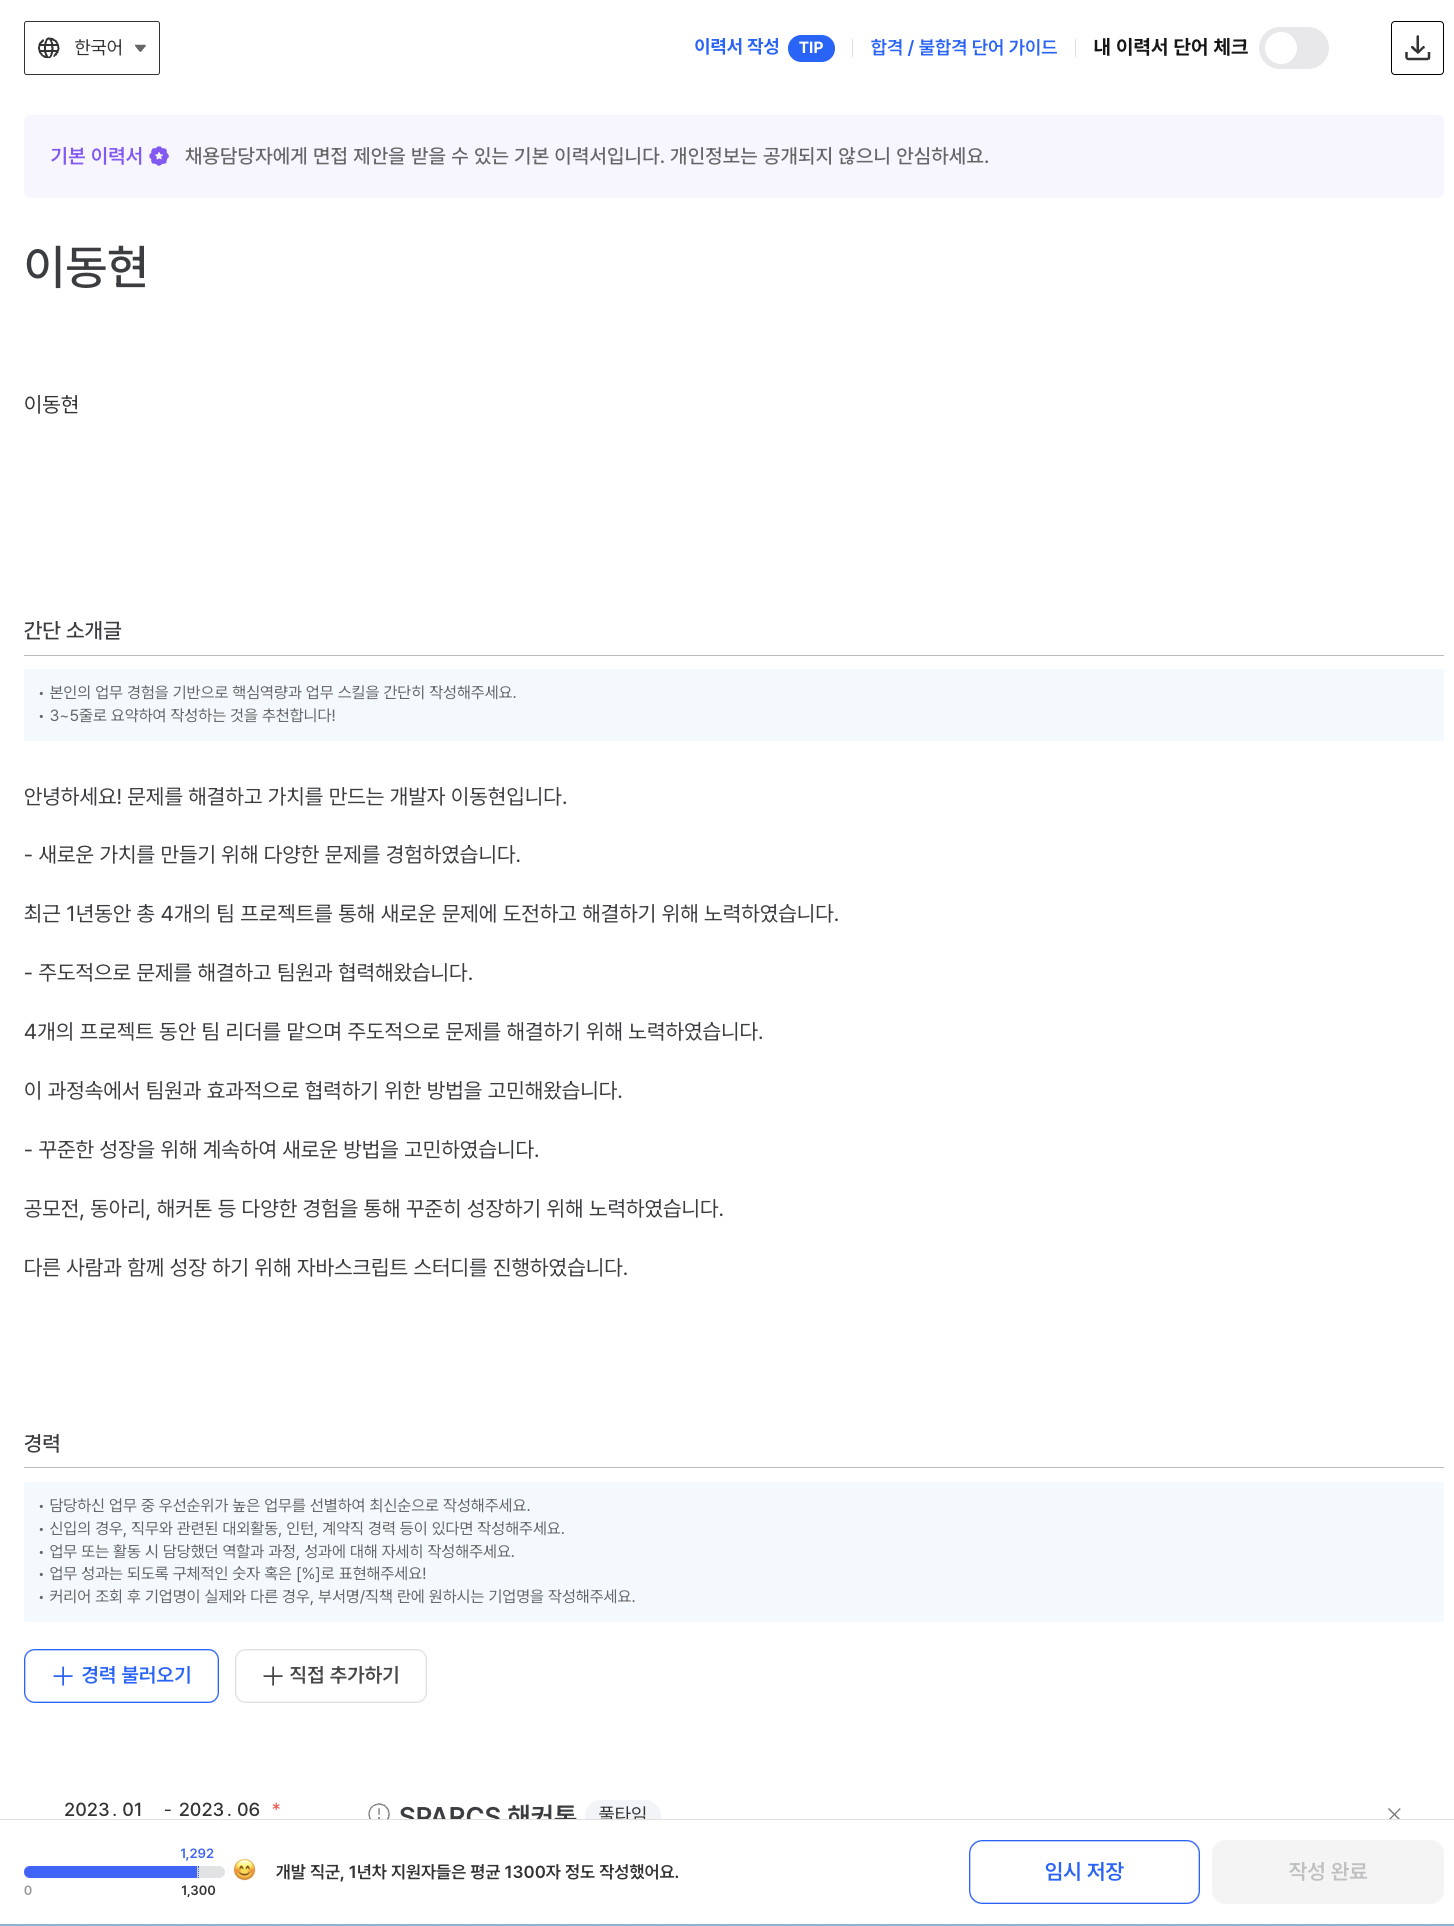 한국어
이력서 작성 TIP
합격 / 불합격 단어 가이드
내 이력서 단어 체크
기본 이력서 채용담당자에게 면접 제안을 받을 수 있는 기본 이력서입니다. 개인정보는 공개되지 않으니 안심하세요.
이동현
이동현
간단 소개글
• 본인의 업무 경험을 기반으로 핵심역량과 업무 스킬을 간단히 작성해주세요.
• 3~5줄로 요약하여 작성하는 것을 추천합니다!
안녕하세요! 문제를 해결하고 가치를 만드는 개발자 이동현입니다.
- 새로운 가치를 만들기 위해 다양한 문제를 경험하였습니다.
최근 1년동안 총 4개의 팀 프로젝트를 통해 새로운 문제에 도전하고 해결하기 위해 노력하였습니다.
- 주도적으로 문제를 해결하고 팀원과 협력해왔습니다.
4개의 프로젝트 동안 팀 리더를 맡으며 주도적으로 문제를 해결하기 위해 노력하였습니다.
이 과정속에서 팀원과 효과적으로 협력하기 위한 방법을 고민해왔습니다.
- 꾸준한 성장을 위해 계속하여 새로운 방법을 고민하였습니다.
공모전, 동아리, 해커톤 등 다양한 경험을 통해 꾸준히 성장하기 위해 노력하였습니다.
다른 사람과 함께 성장 하기 위해 자바스크립트 스터디를 진행하였습니다.
경력
• 담당하신 업무 중 우선순위가 높은 업무를 선별하여 최신순으로 작성해주세요.
• 신입의 경우, 직무와 관련된 대외활동, 인턴, 계약직 경력 등이 있다면 작성해주세요.
• 업무 또는 활동 시 담당했던 역할과 과정, 성과에 대해 자세히 작성해주세요.
• 업무 성과는 되도록 구체적인 숫자 혹은 [%]로 표현해주세요!
• 커리어 조회 후 기업명이 실제와 다른 경우, 부서명/직책 란에 원하시는 기업명을 작성해주세요.
+ 경력 불러오기
+ 직접 추가하기
2023. 01 - 2023. 06 *
SPARCS 해커톤 풀타임
1,292
0
1,300
개발 직군, 1년차 지원자들은 평균 1300자 정도 작성했어요.
임시 저장
작성 완료